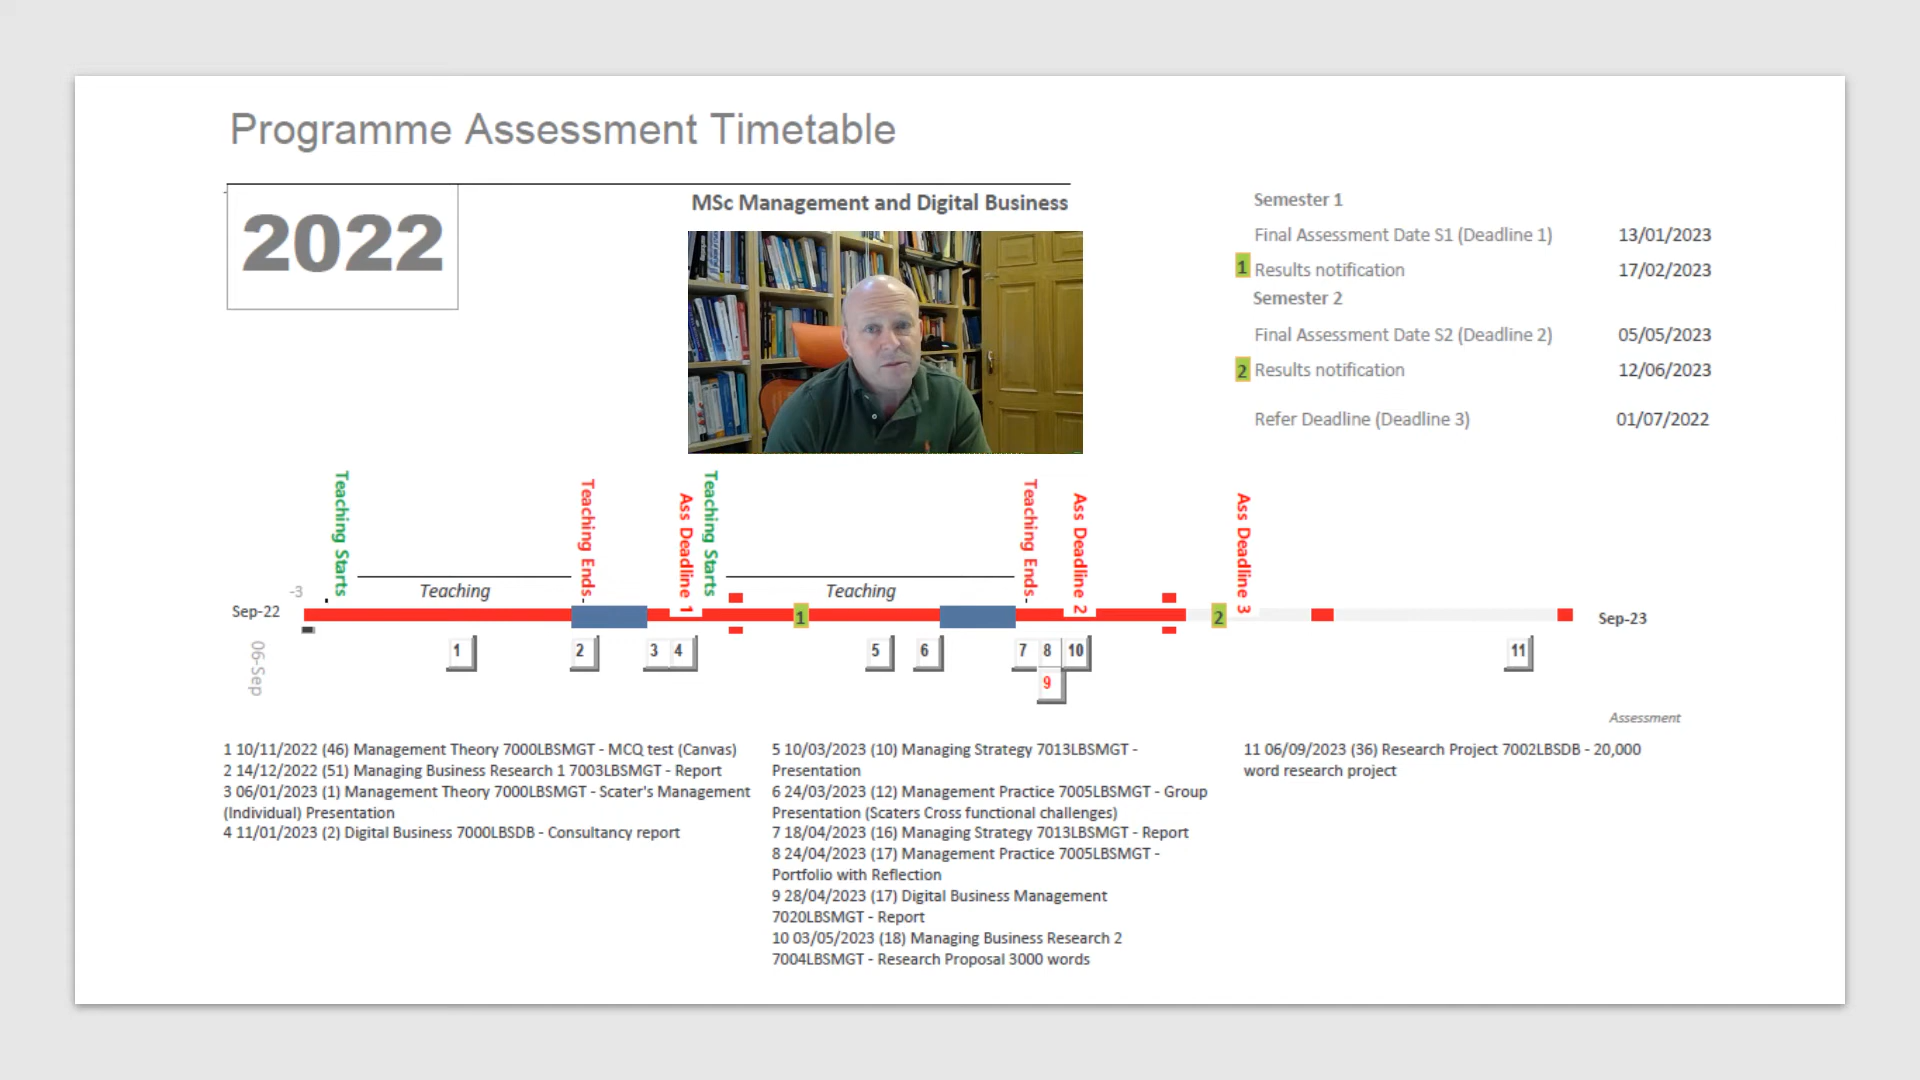 Programme Assessment Timetable
2022
MSc Management and Digital Business
Semester 1
Final Assessment Date S1 (Deadline 1) 13/01/2023
1 Results notification 17/02/2023
Semester 2
Final Assessment Date S2 (Deadline 2) 05/05/2023
2 Results notification 12/06/2023
Refer Deadline (Deadline 3) 01/07/2022
Teaching Starts
Teaching Ends
Ass Deadline 1
Teaching Starts
Teaching Ends
Ass Deadline 2
Ass Deadline 3
-3
Teaching
Teaching
Sep-22
1
2
Sep-23
06-Sep
1 2 3 4 5 6 7 8 10 11
9
Assessment
1 10/11/2022 (46) Management Theory 7000LBSMGT - MCQ test (Canvas)
2 14/12/2022 (51) Managing Business Research 1 7003LBSMGT - Report
3 06/01/2023 (1) Management Theory 7000LBSMGT - Scater's Management
(Individual) Presentation
4 11/01/2023 (2) Digital Business 7000LBSDB - Consultancy report
5 10/03/2023 (10) Managing Strategy 7013LBSMGT -
Presentation
6 24/03/2023 (12) Management Practice 7005LBSMGT - Group
Presentation (Scaters Cross functional challenges)
7 18/04/2023 (16) Managing Strategy 7013LBSMGT - Report
8 24/04/2023 (17) Management Practice 7005LBSMGT -
Portfolio with Reflection
9 28/04/2023 (17) Digital Business Management
7020LBSMGT - Report
10 03/05/2023 (18) Managing Business Research 2
7004LBSMGT - Research Proposal 3000 words
11 06/09/2023 (36) Research Project 7002LBSDB - 20,000
word research project